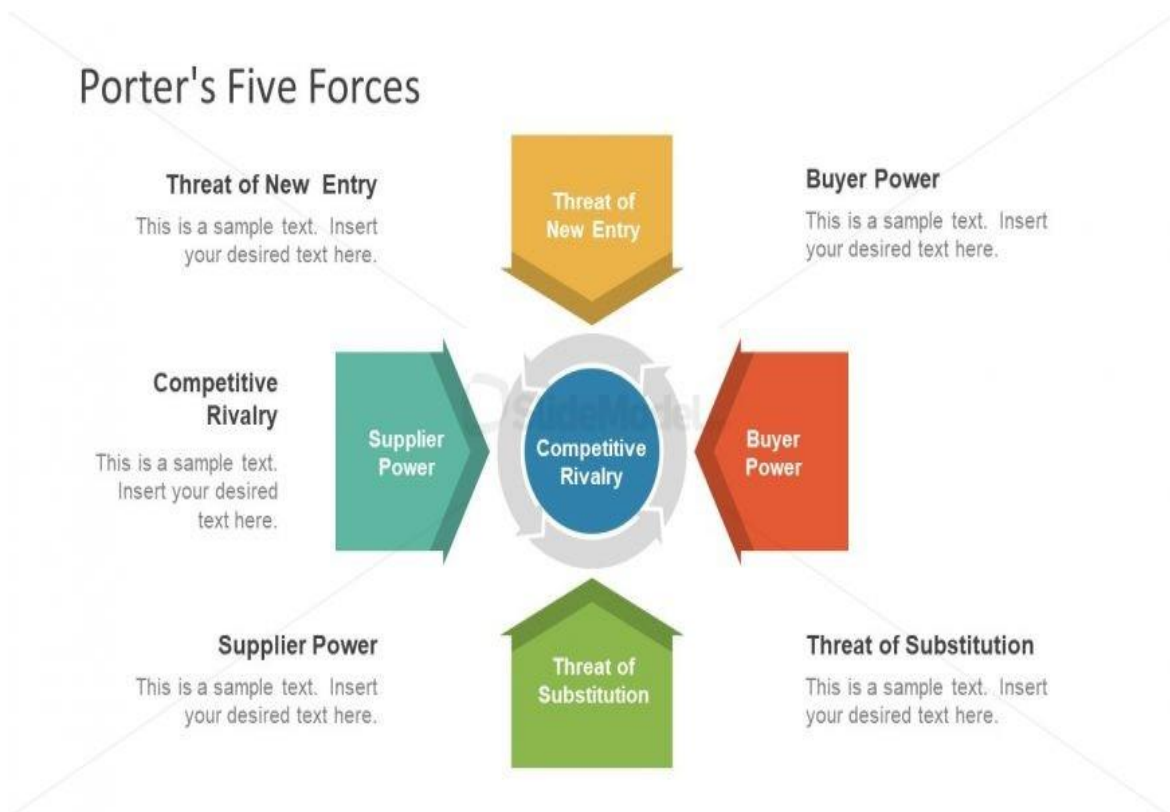 Porter's Five Forces
Threat of New Entry
This is a sample text. Insert
your desired text here.
Threat of
New Entry
Buyer Power
This is a sample text. Insert
your desired text here.
Competitive
Rivalry
This is a sample text.
Insert your desired
text here.
Supplier
Power
SlideModel
Competitive
Rivalry
Buyer
Power
Supplier Power
This is a sample text. Insert
your desired text here.
Threat of
Substitution
Threat of Substitution
This is a sample text. Insert
your desired text here.